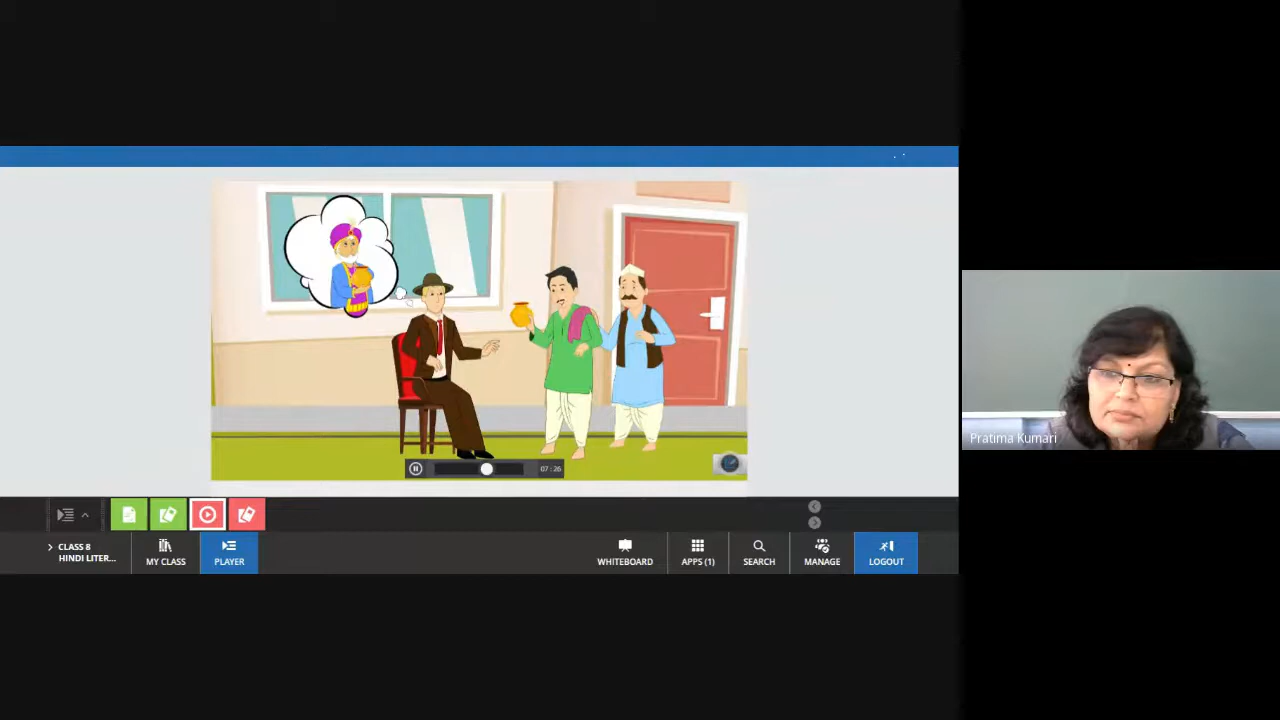 Pratima Kumari
07 : 26
CLASS 8
HINDI LITER...
MY CLASS
PLAYER
WHITEBOARD
APPS (1)
SEARCH
MANAGE
LOGOUT